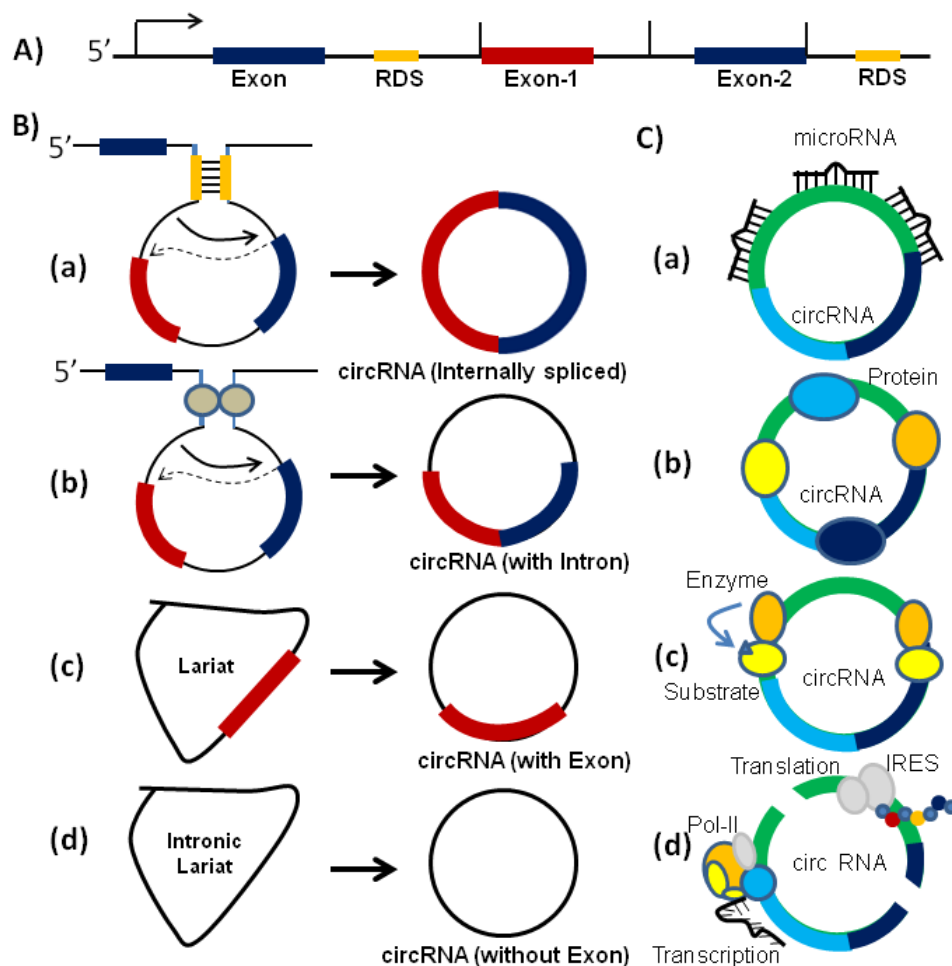 A)
5’
Exon
RDS
Exon-1
Exon-2
RDS
B)
5’
(a)
circRNA (Internally spliced)
5’
(b)
circRNA (with Intron)
(c)
Lariat
circRNA (with Exon)
(d)
Intronic
Lariat
circRNA (without Exon)
C)
microRNA
(a)
circRNA
Protein
(b)
circRNA
Enzyme
(c)
circRNA
Substrate
Translation
IRES
Pol-II
(d)
circ RNA
Transcription